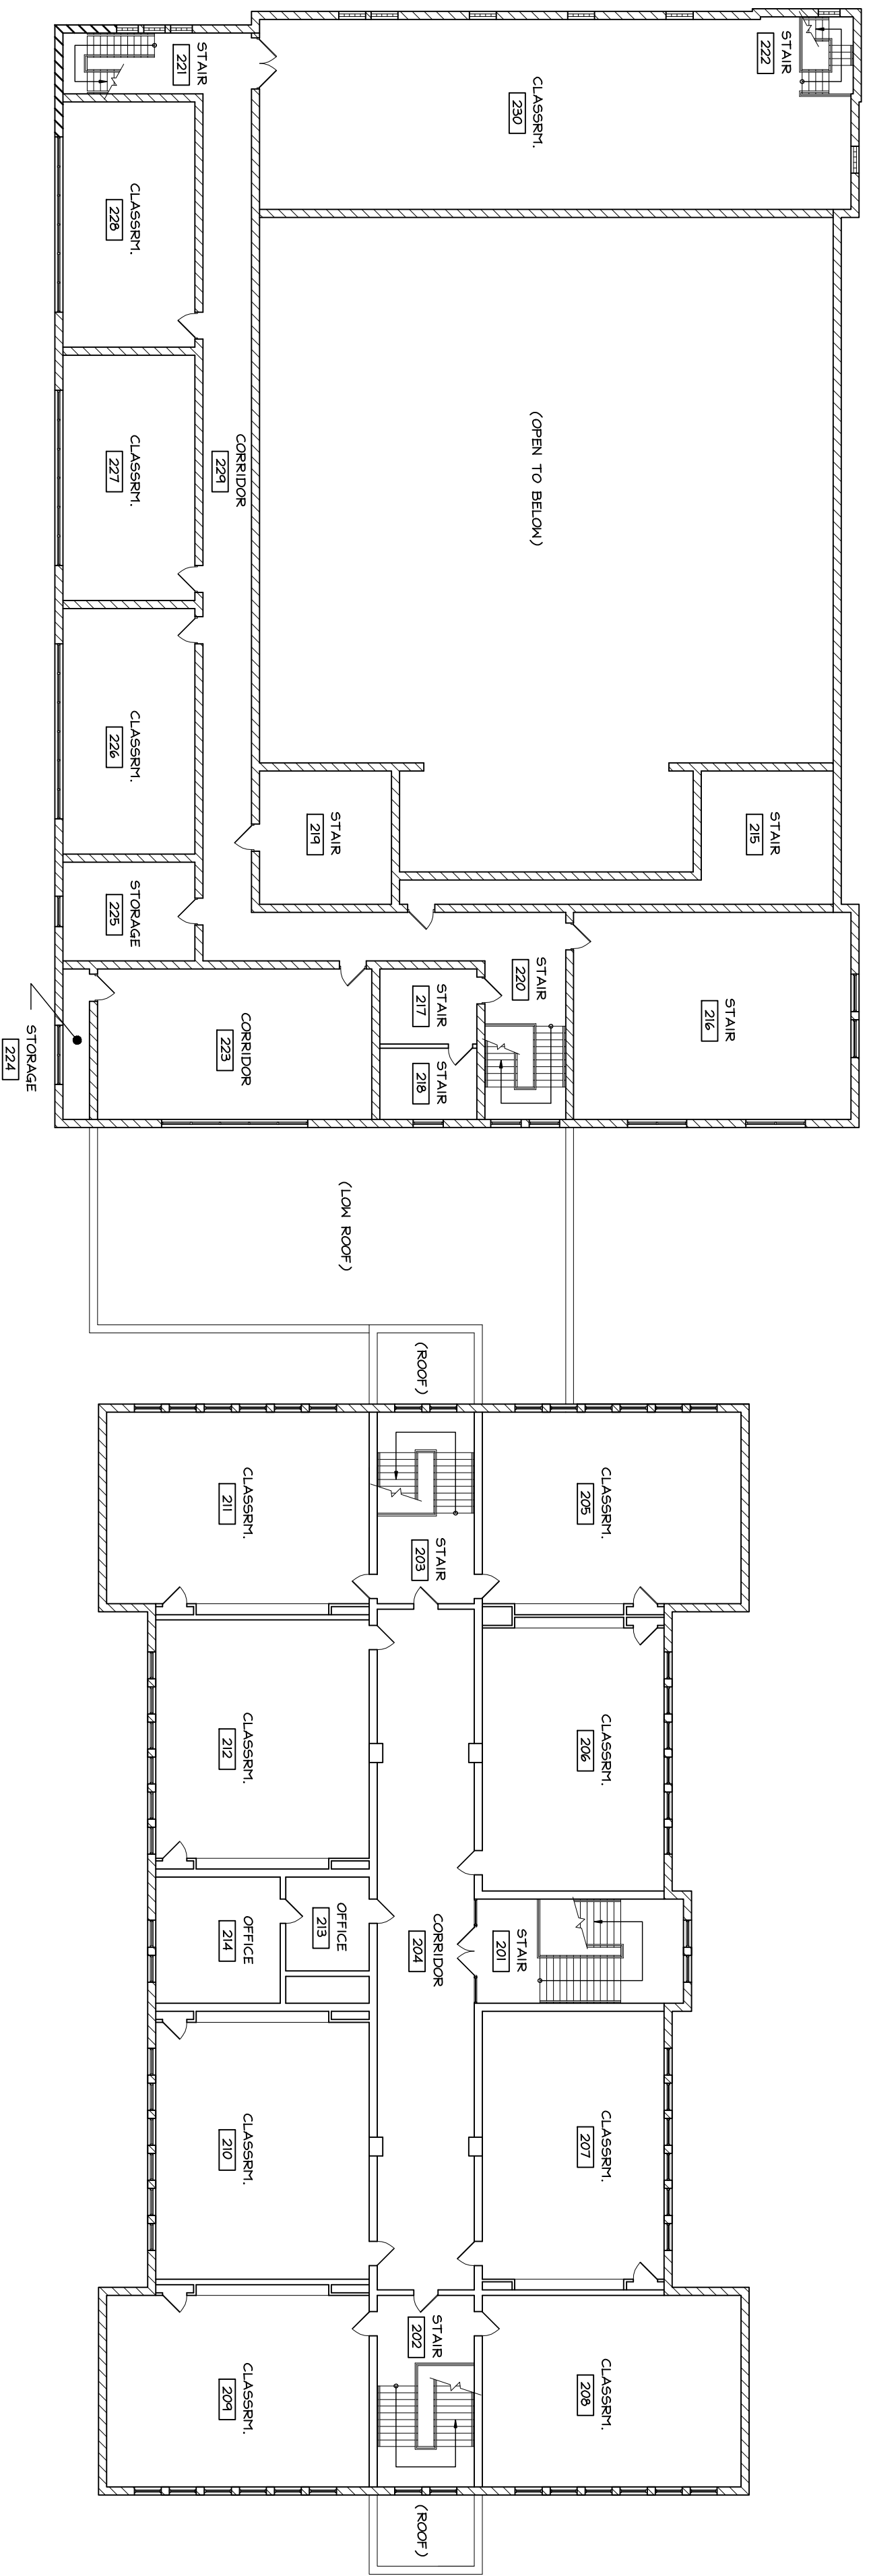 STAIR
222
CLASSRM.
230
STAIR
221
CLASSRM.
228
(OPEN TO BELOW)
CORRIDOR
229
CLASSRM.
227
CLASSRM.
226
STORAGE
225
STAIR
219
STAIR
215
STAIR
216
STAIR
220
STAIR
217
STAIR
218
CORRIDOR
223
STORAGE
224
(LOW ROOF)
(ROOF)
CLASSRM.
205
STAIR
203
CLASSRM.
211
CLASSRM.
206
CLASSRM.
212
STAIR
201
CORRIDOR
204
OFFICE
213
OFFICE
214
CLASSRM.
207
CLASSRM.
210
CLASSRM.
208
STAIR
202
CLASSRM.
209
(ROOF)